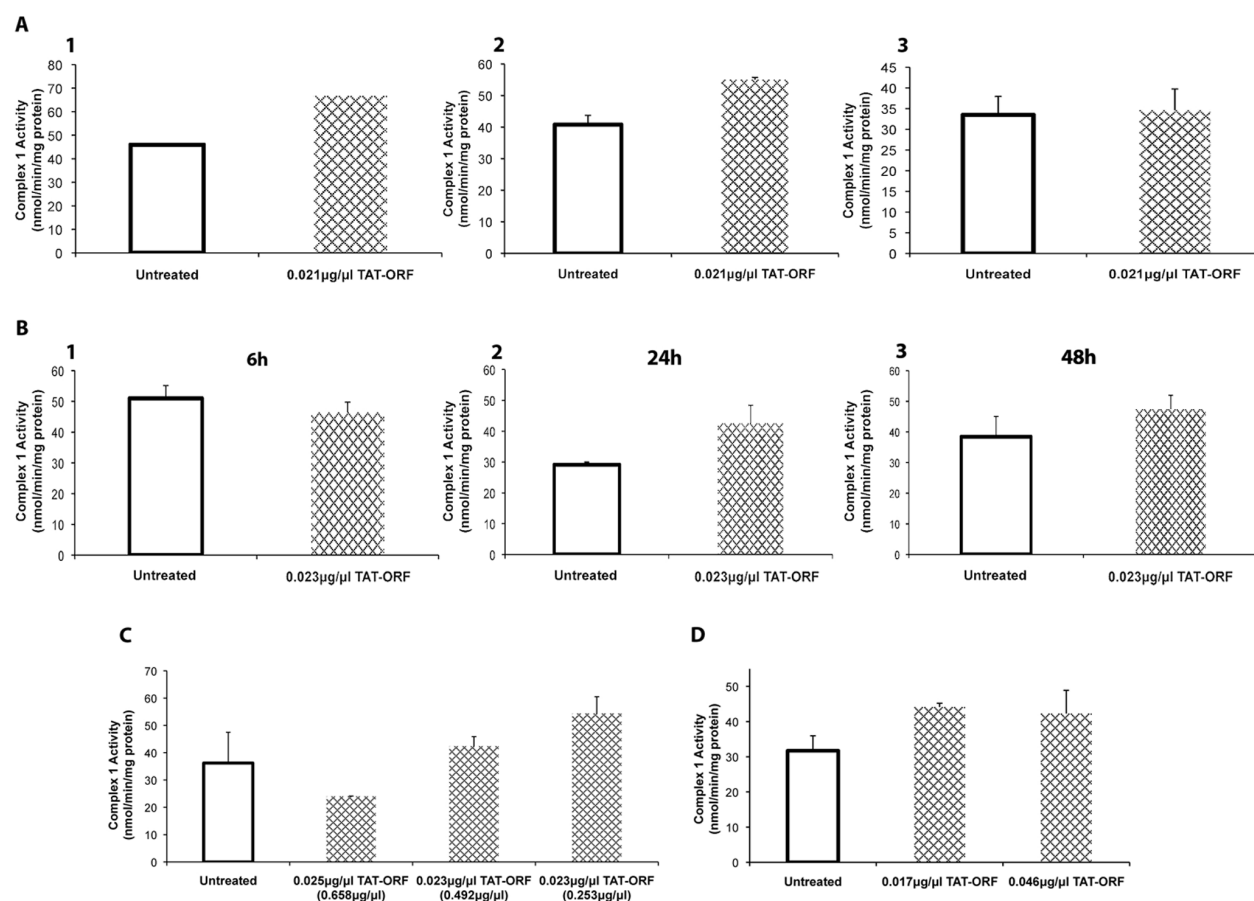 A
1
Complex 1 Activity
(nmol/min/mg protein)
80
70
60
50
40
30
20
10
0
Untreated
0.021µg/µl TAT-ORF
2
Complex 1 Activity
(nmol/min/mg protein)
60
50
40
30
20
10
0
Untreated
0.021µg/µl TAT-ORF
3
Complex 1 Activity
(nmol/min/mg protein)
45
40
35
30
25
20
15
10
5
0
Untreated
0.021µg/µl TAT-ORF
B
1
6h
Complex 1 Activity
(nmol/min/mg protein)
60
50
40
30
20
10
0
Untreated
0.023µg/µl TAT-ORF
2
24h
Complex 1 Activity
(nmol/min/mg protein)
60
50
40
30
20
10
0
Untreated
0.023µg/µl TAT-ORF
3
48h
Complex 1 Activity
(nmol/min/mg protein)
60
50
40
30
20
10
0
Untreated
0.023µg/µl TAT-ORF
C
Complex 1 Activity
(nmol/min/mg protein)
70
60
50
40
30
20
10
0
Untreated
0.025µg/µl TAT-ORF
(0.658µg/µl)
0.023µg/µl TAT-ORF
(0.492µg/µl)
0.023µg/µl TAT-ORF
(0.253µg/µl)
D
Complex 1 Activity
(nmol/min/mg protein)
50
40
30
20
10
0
Untreated
0.017µg/µl TAT-ORF
0.046µg/µl TAT-ORF